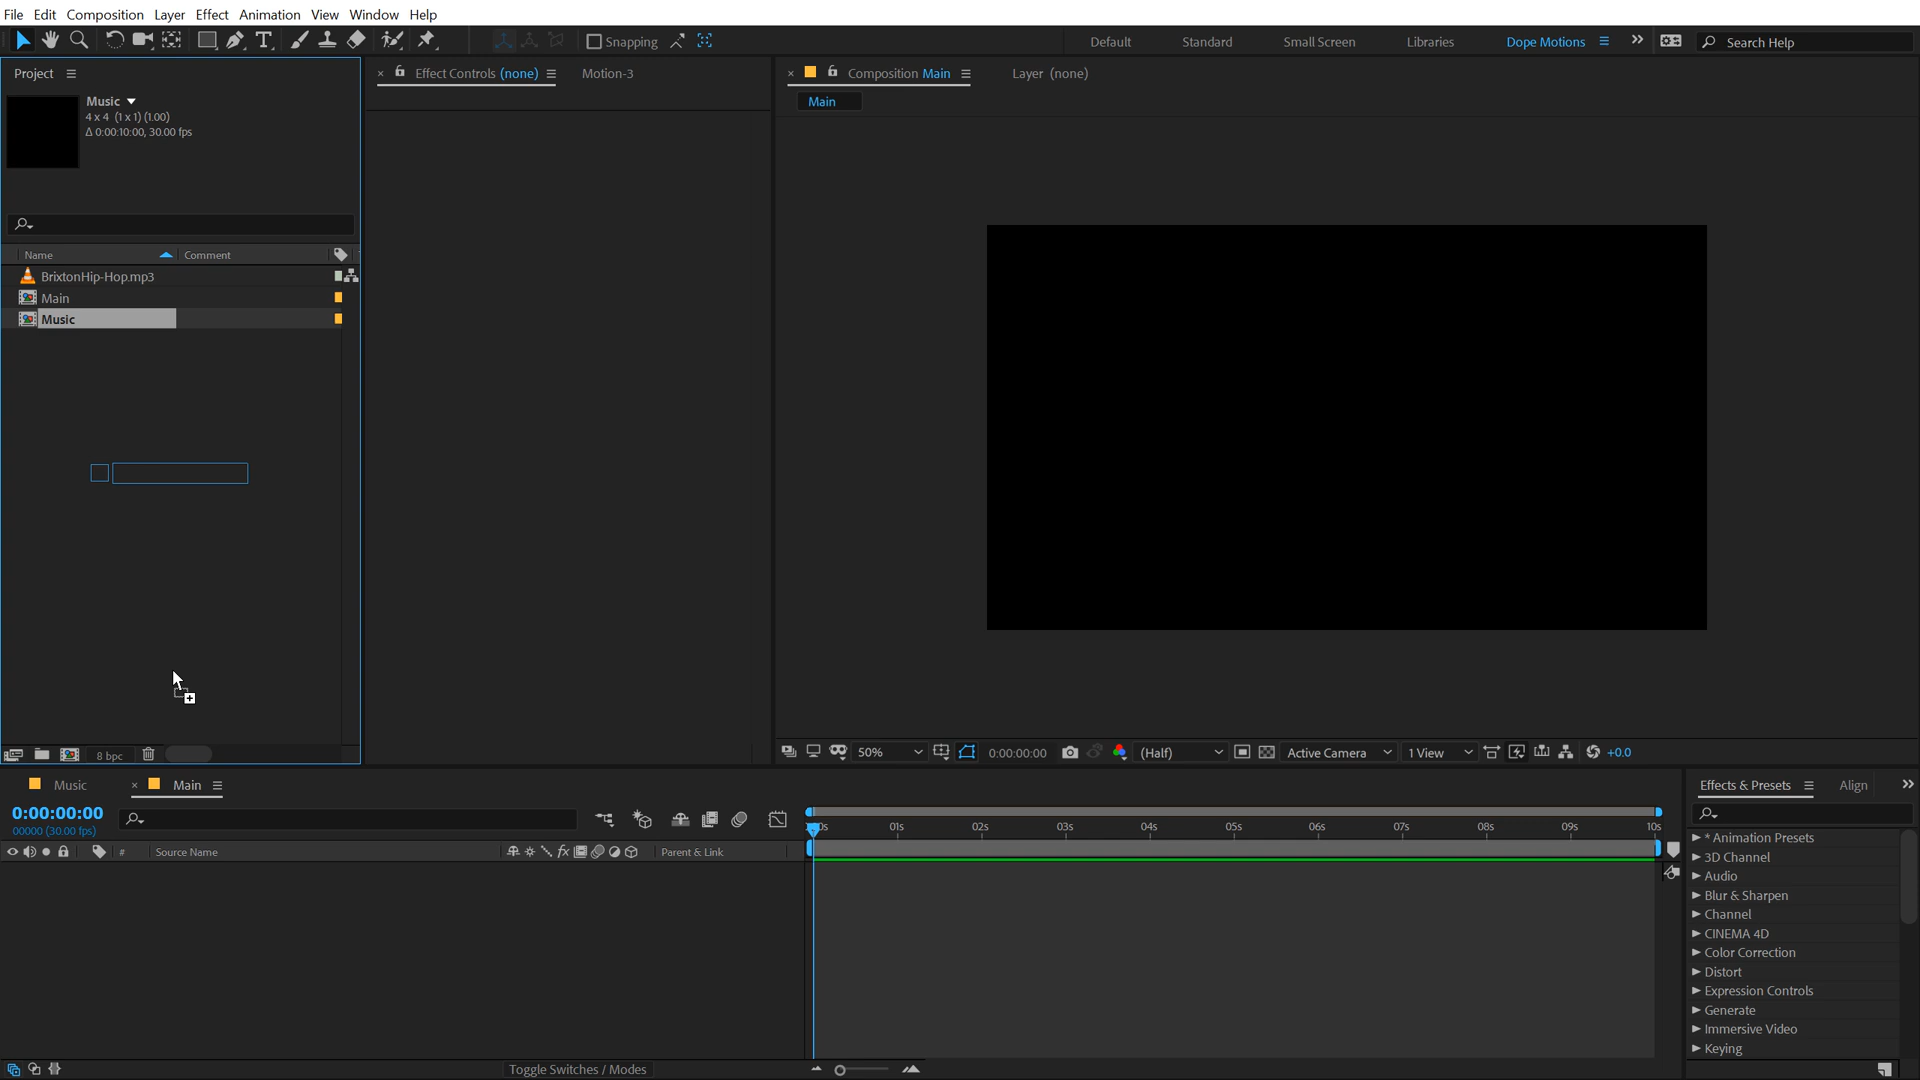 File Edit Composition Layer Effect Animation View Window Help
Snapping Default Standard Small Screen Libraries Dope Motions Search Help
Project Effect Controls (none) Motion-3 Composition Main Layer (none)
Music
4 x 4 (1 x 1) (1.00)
Δ 0:00:10:00, 30.00 fps
Main
Name Comment
BrixtonHip-Hop.mp3
Main
Music
8 bpc
50% 0:00:00:00 (Half) Active Camera 1 View +0.0
Music Main
0:00:00:00
00000 (30.00 fps)
# Source Name Parent & Link
01s 02s 03s 04s 05s 06s 07s 08s 09s 10s
Toggle Switches / Modes
Effects & Presets Align
* Animation Presets
3D Channel
Audio
Blur & Sharpen
Channel
CINEMA 4D
Color Correction
Distort
Expression Controls
Generate
Immersive Video
Keying